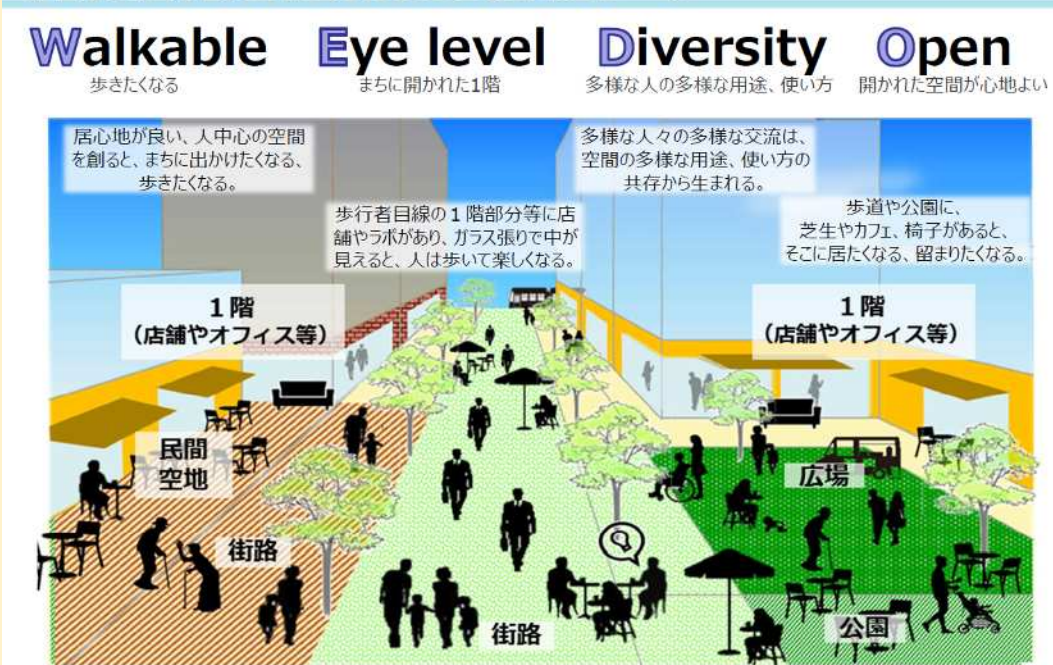 Walkable
歩きたくなる
Eye level
まちに開かれた1階
Diversity
多様な人の多様な用途、使い方
Open
開かれた空間が心地よい
居心地が良い、人中心の空間
を創ると、まちに出かけたくなる、
歩きたくなる。
歩行者目線の1階部分等に店
舗やラボがあり、ガラス張りで中が
見えると、人は歩いて楽しくなる。
多様な人々の多様な交流は、
空間の多様な用途、使い方の
共存から生まれる。
歩道や公園に、
芝生やカフェ、椅子があると、
そこに居たくなる、留まりたくなる。
1階
（店舗やオフィス等）
1階
（店舗やオフィス等）
民間
空地
広場
街路
街路
公園